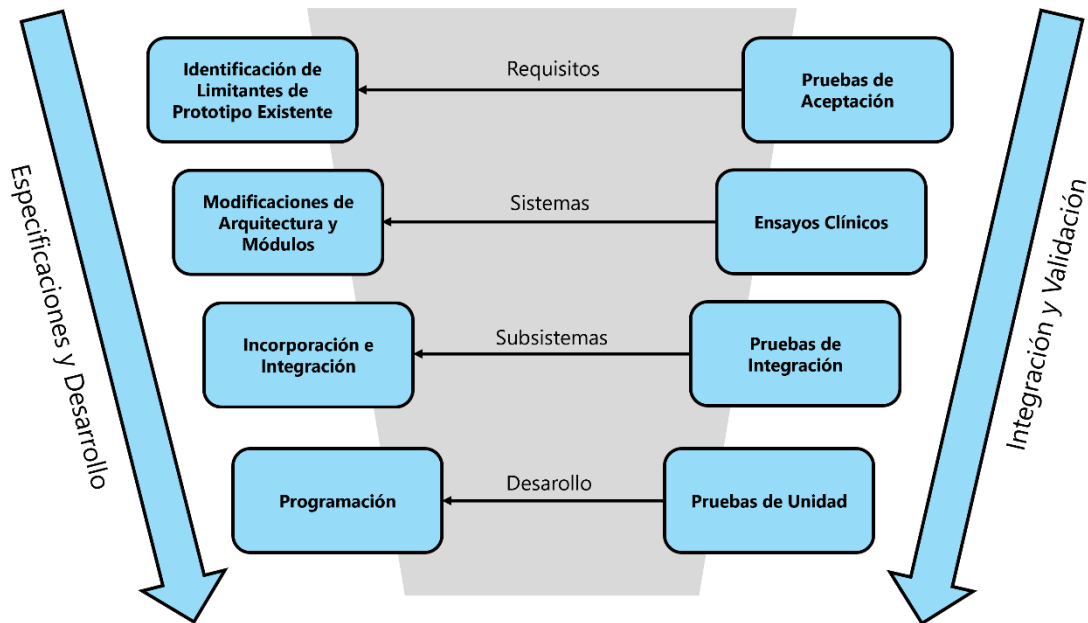 Identificación de
Limitantes de
Prototipo Existente
Requisitos
Pruebas de
Aceptación
Modificaciones de
Arquitectura y
Módulos
Sistemas
Ensayos Clínicos
Incorporación e
Integración
Subsistemas
Pruebas de
Integración
Programación
Desarollo
Pruebas de Unidad
Especificaciones y Desarrollo
Integración y Validación